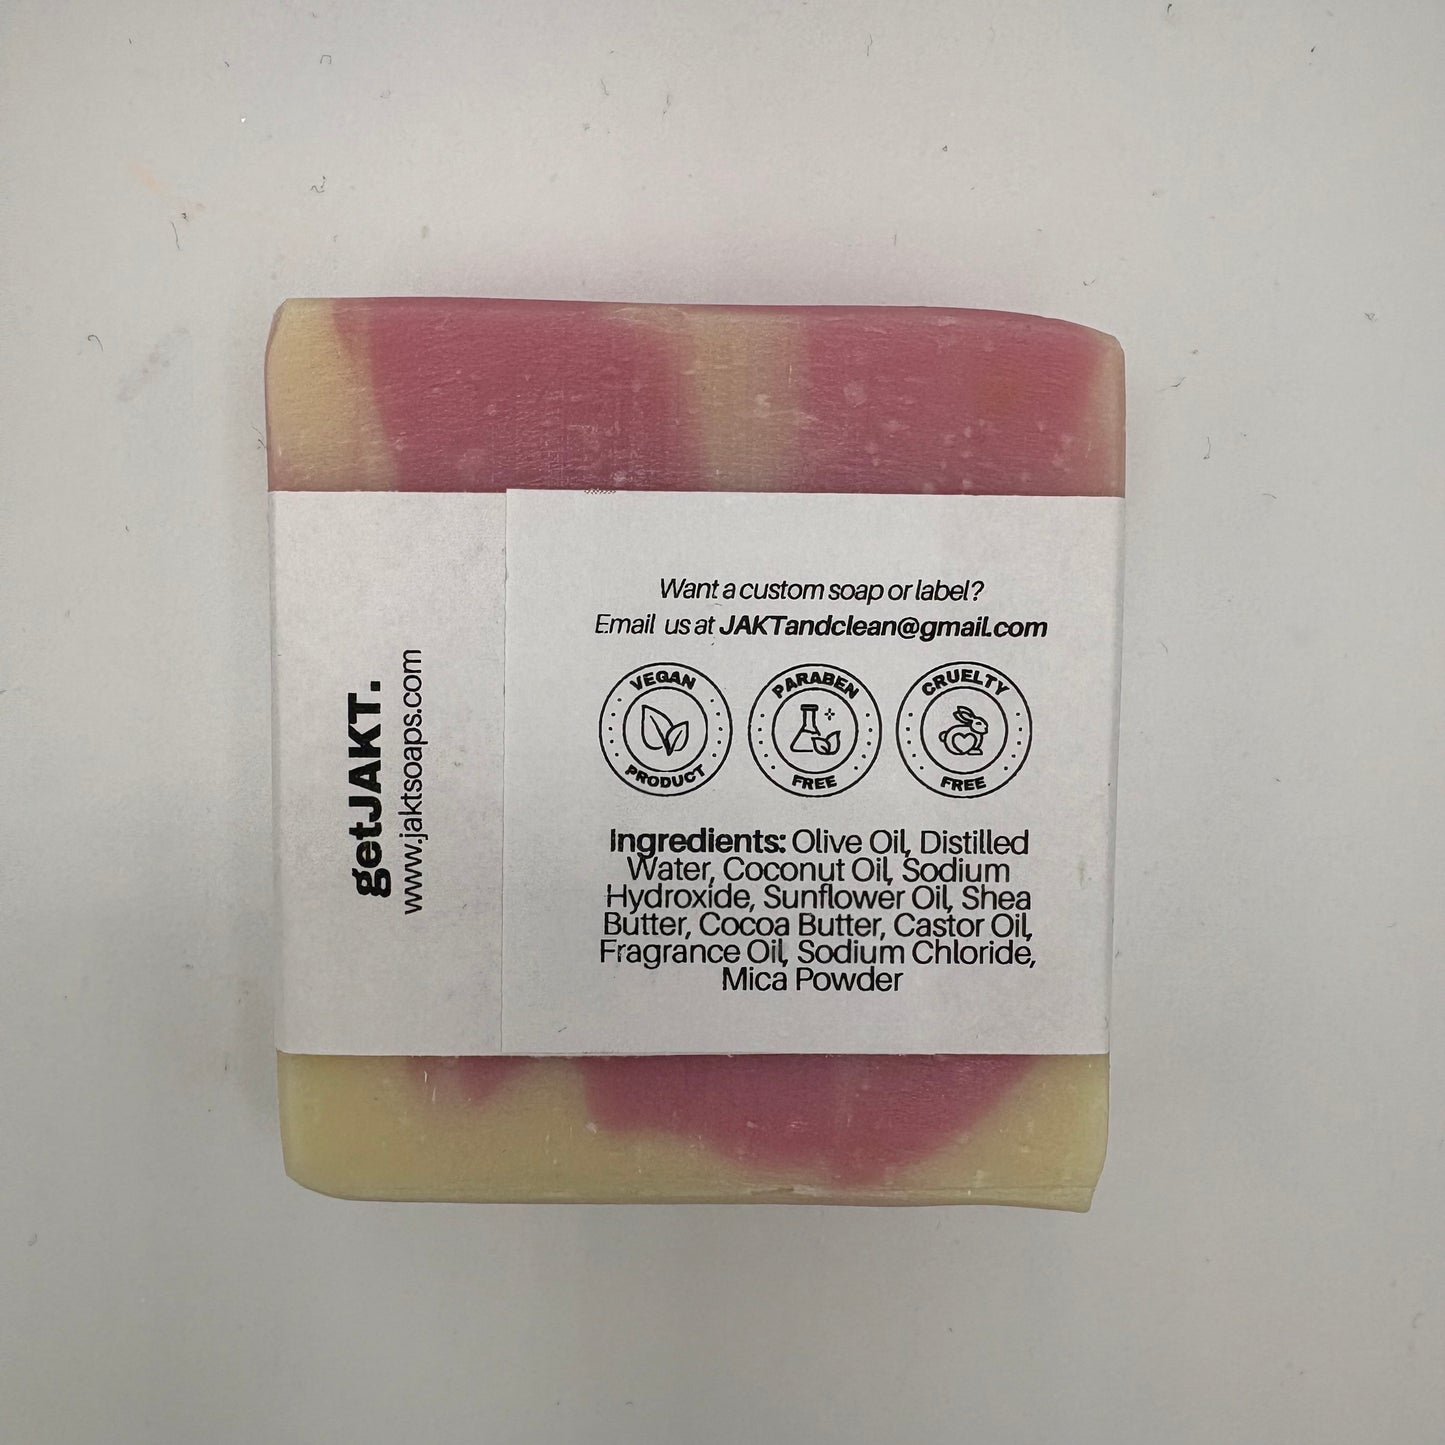 getJAKT.
www.jaktsoaps.com
Want a custom soap or label?
Email us at JAKTandclean@gmail.com
VEGAN
PRODUCT
PARABEN
FREE
CRUELTY
FREE
Ingredients: Olive Oil, Distilled
Water, Coconut Oil, Sodium
Hydroxide, Sunflower Oil, Shea
Butter, Cocoa Butter, Castor Oil,
Fragrance Oil, Sodium Chloride,
Mica Powder